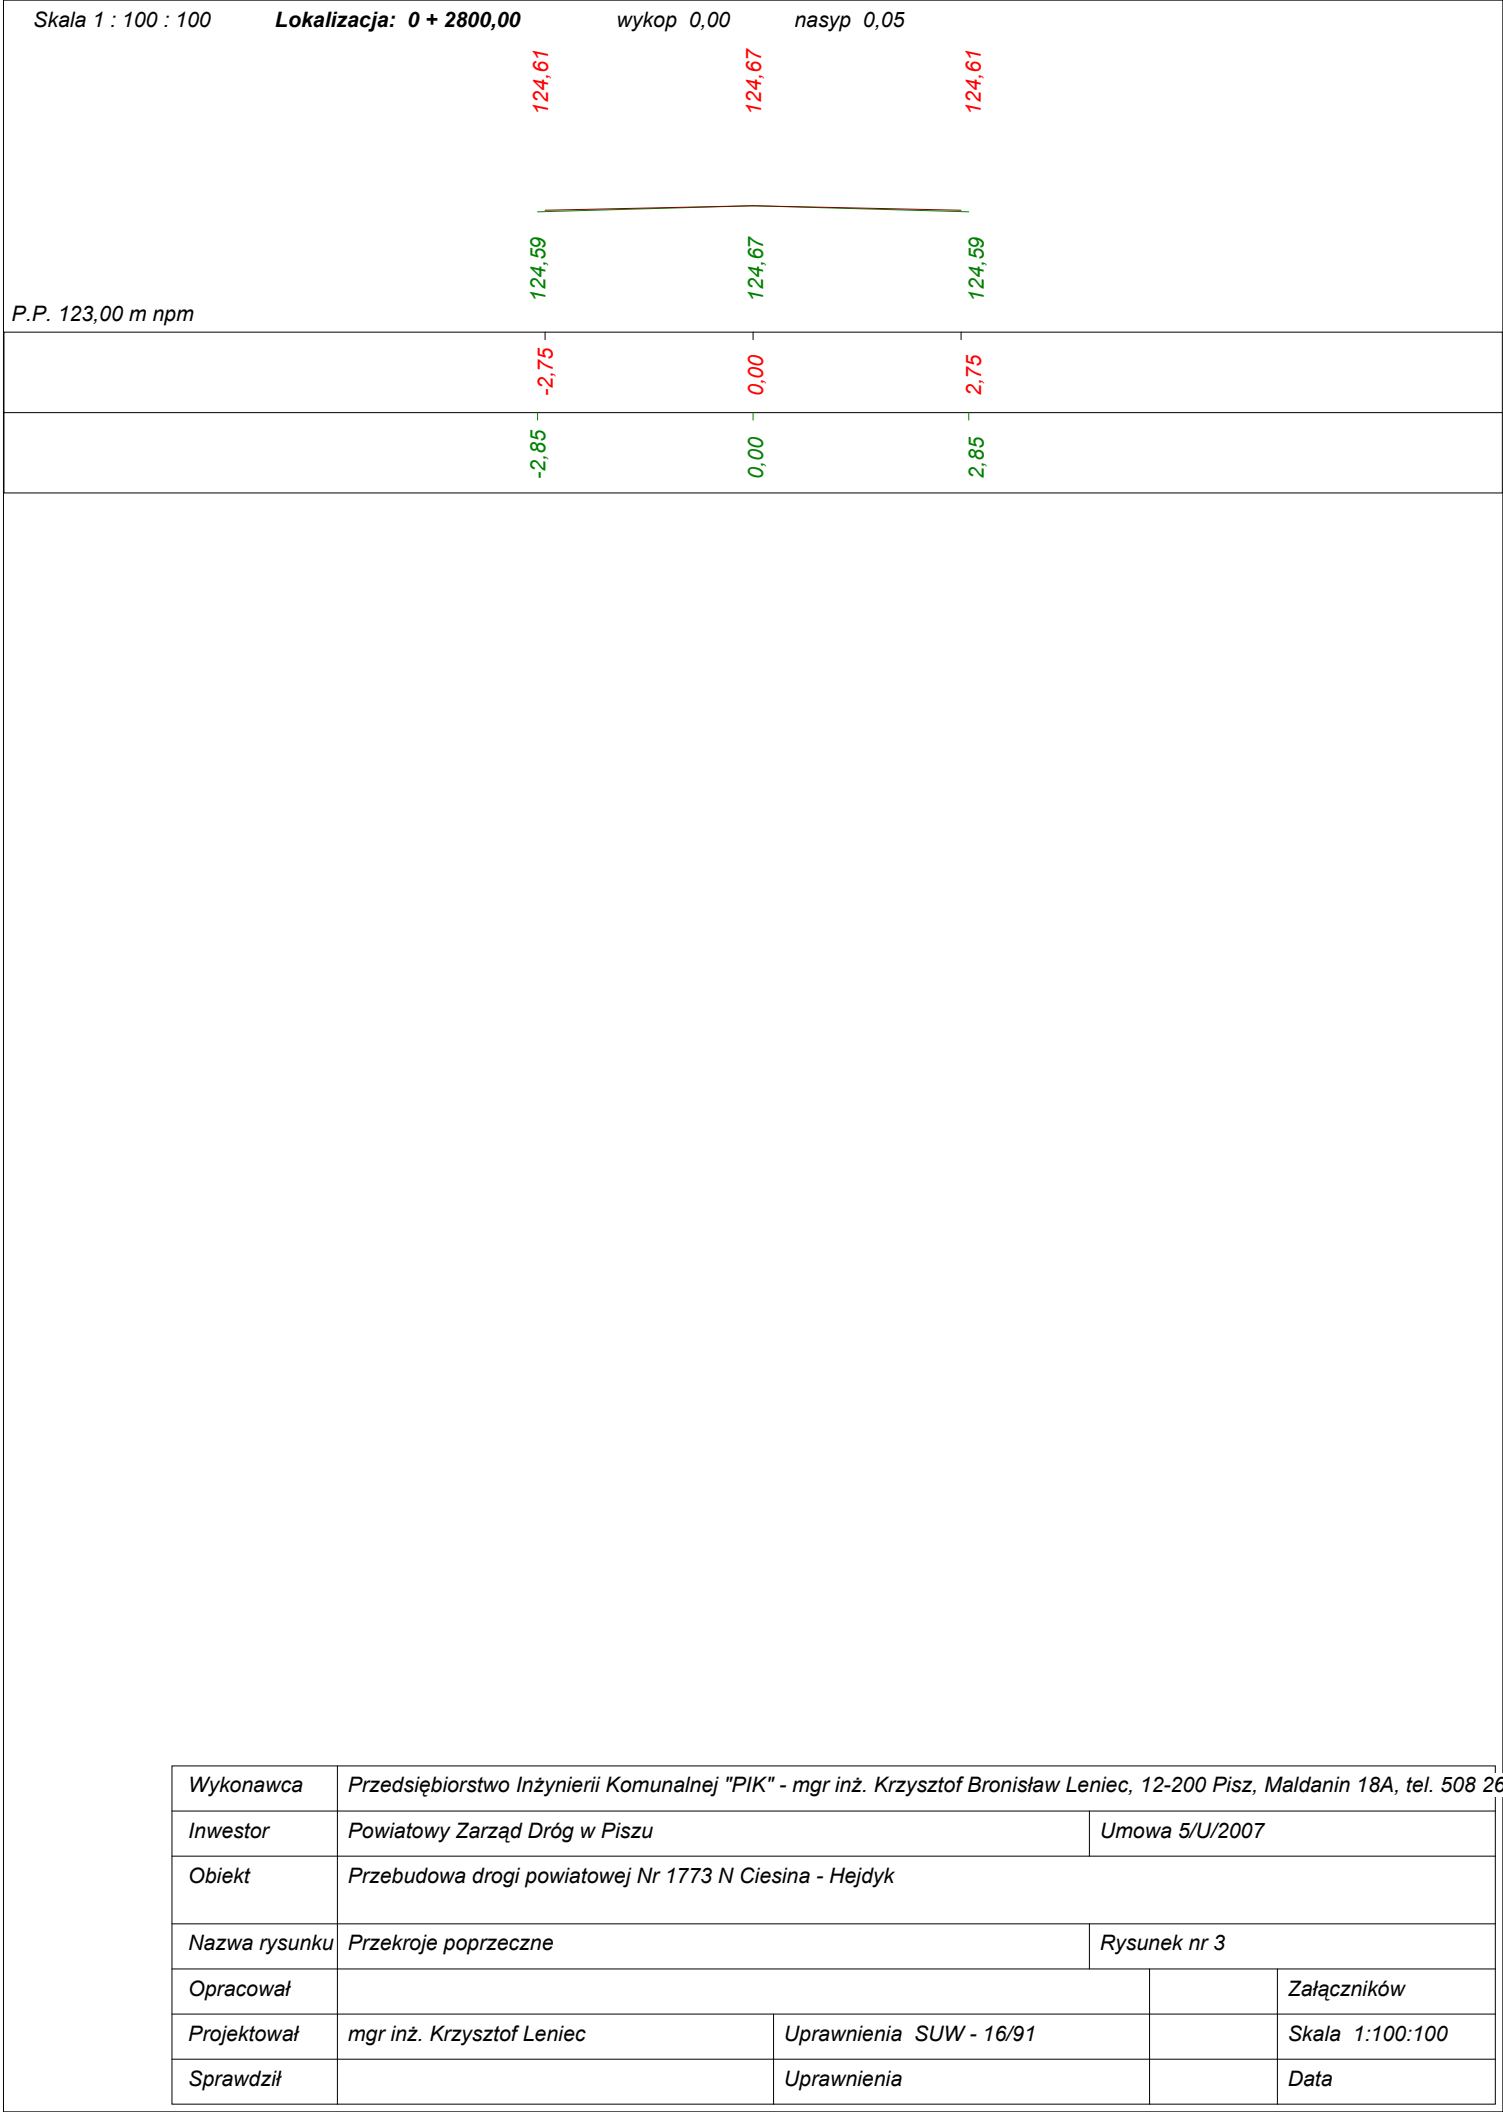 Skala 1 : 100 : 100 Lokalizacja: 0 + 2800,00 wykop 0,00 nasyp 0,05
124,61 124,67 124,61
124,59 124,67 124,59
P.P. 123,00 m npm
-2,75 0,00 2,75
-2,85 0,00 2,85
Wykonawca Przedsiębiorstwo Inżynierii Komunalnej "PIK" - mgr inż. Krzysztof Bronisław Leniec, 12-200 Pisz, Maldanin 18A, tel. 508 26
Inwestor Powiatowy Zarząd Dróg w Piszu Umowa 5/U/2007
Obiekt Przebudowa drogi powiatowej Nr 1773 N Ciesina - Hejdyk
Nazwa rysunku Przekroje poprzeczne Rysunek nr 3
Opracował Załączników
Projektował mgr inż. Krzysztof Leniec Uprawnienia SUW - 16/91 Skala 1:100:100
Sprawdził Uprawnienia Data